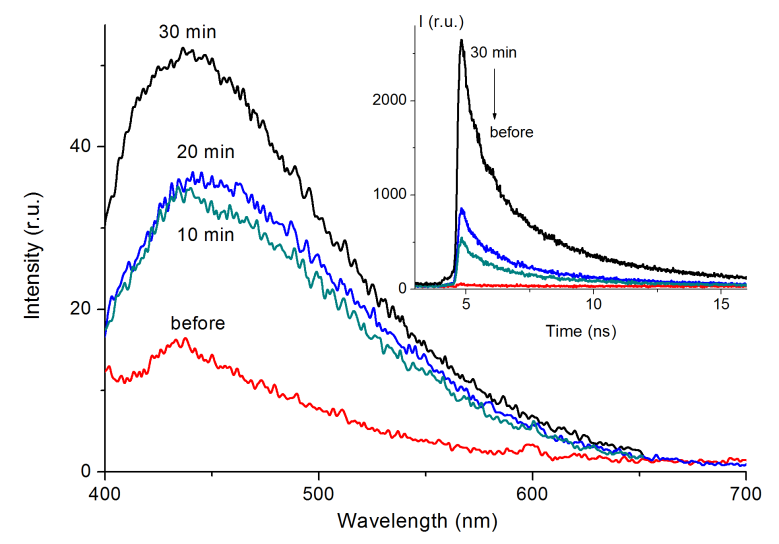 I (r.u.)
30 min
30 min
2000
before
40
20 min
1000
10 min
Intensity (r.u.)
0
5
10
15
20
before
Time (ns)
0
400
500
600
700
Wavelength (nm)